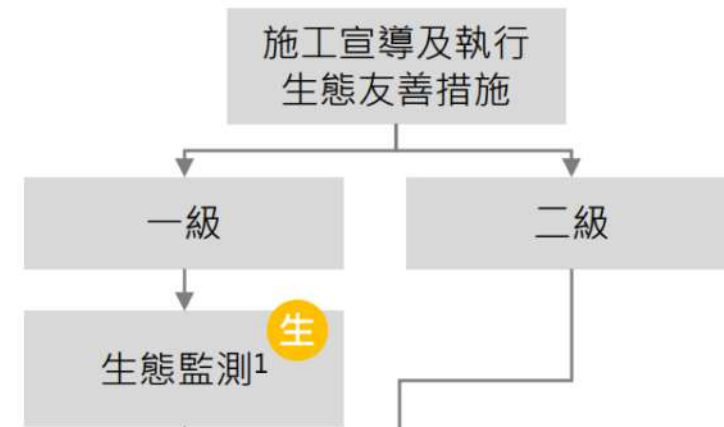 施工宣導及執行
生態友善措施
一級
二級
生
生態監測1